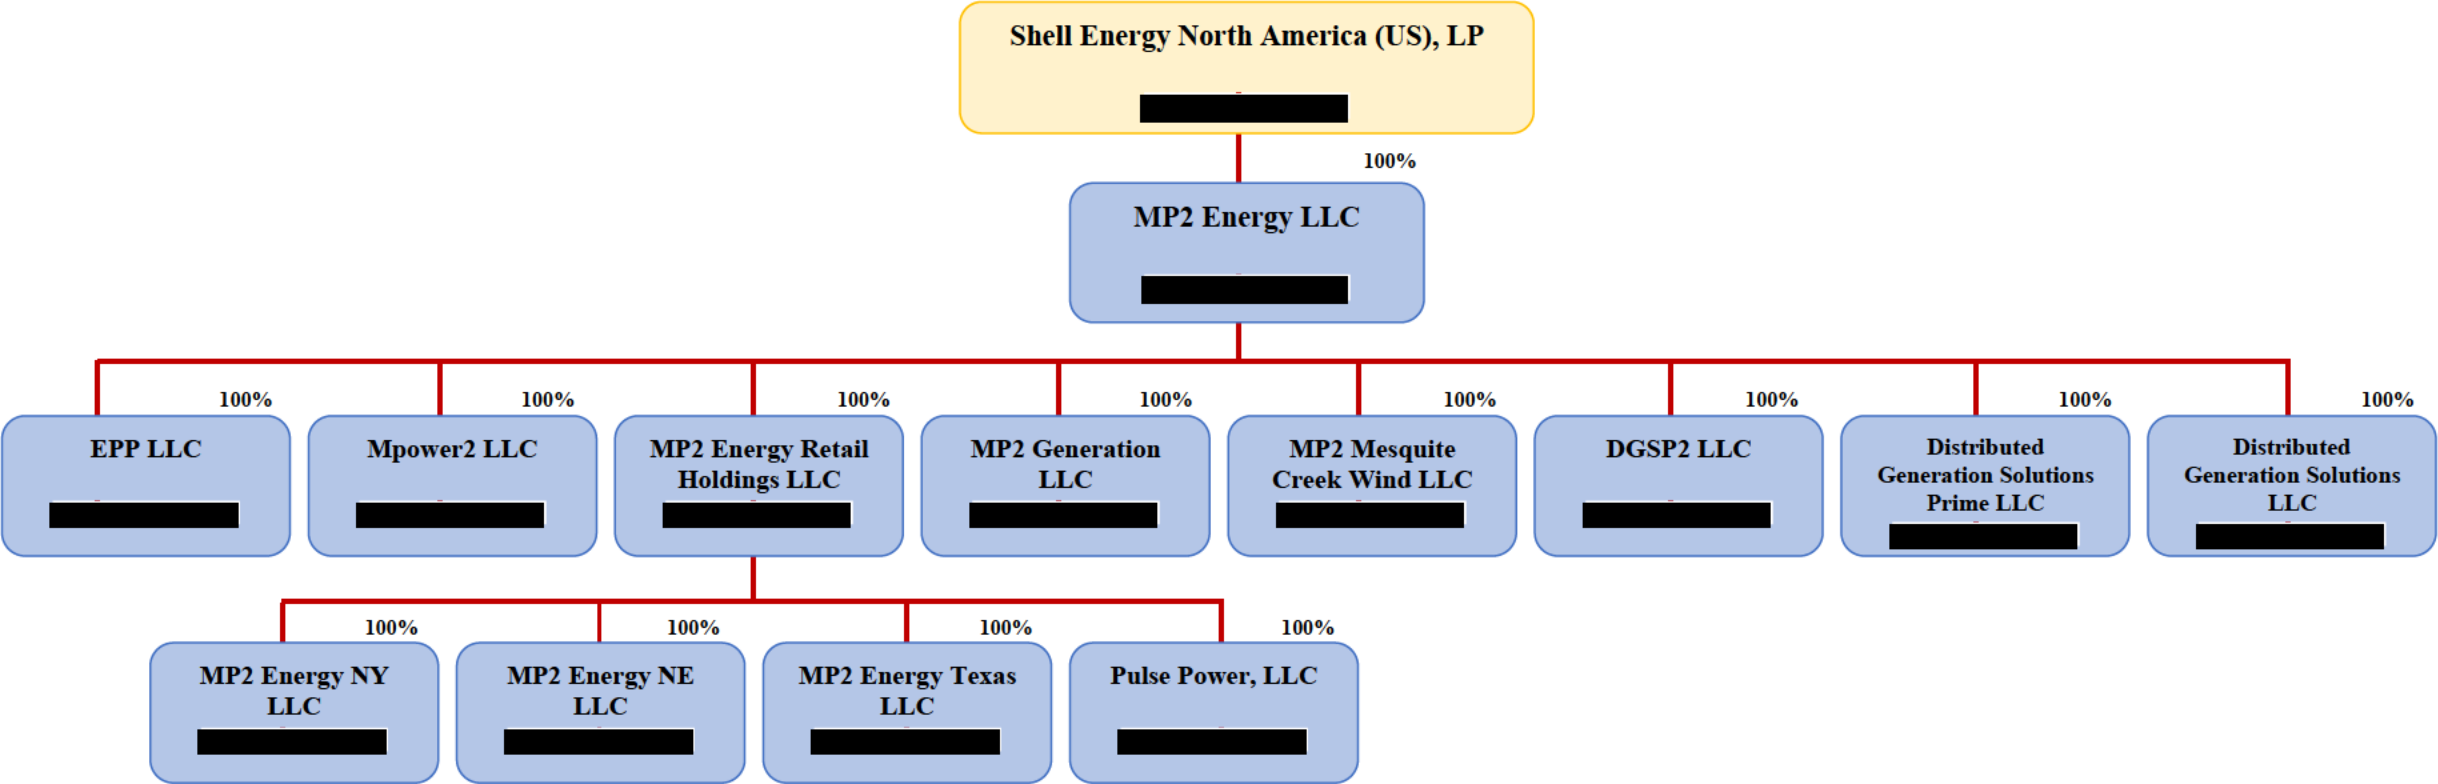 Shell Energy North America (US), LP
100%
MP2 Energy LLC
100%
100%
100%
100%
100%
100%
100%
100%
EPP LLC
Mpower2 LLC
MP2 Energy Retail
Holdings LLC
MP2 Generation
LLC
MP2 Mesquite
Creek Wind LLC
DGSP2 LLC
Distributed
Generation Solutions
Prime LLC
Distributed
Generation Solutions
LLC
100%
100%
100%
100%
MP2 Energy NY
LLC
MP2 Energy NE
LLC
MP2 Energy Texas
LLC
Pulse Power, LLC